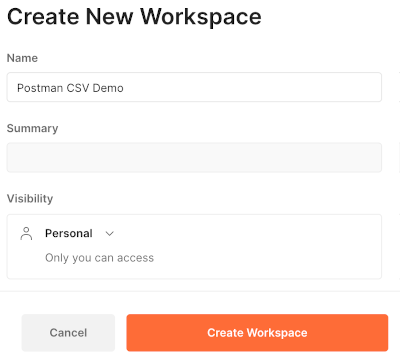 Create New Workspace
Name
Postman CSV Demo
Summary
Visibility
Personal
Only you can access
Cancel
Create Workspace